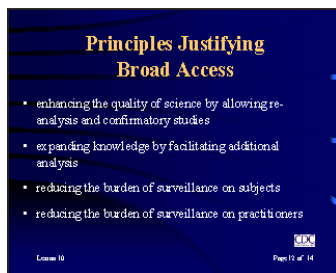 Principles Justifying
Broad Access
• enhancing the quality of science by allowing re-
analysis and confirmatory studies
• expanding knowledge by facilitating additional
analysis
• reducing the burden of surveillance on subjects
• reducing the burden of surveillance on practitioners
CDC
Lesson 10
Page 12 of 14